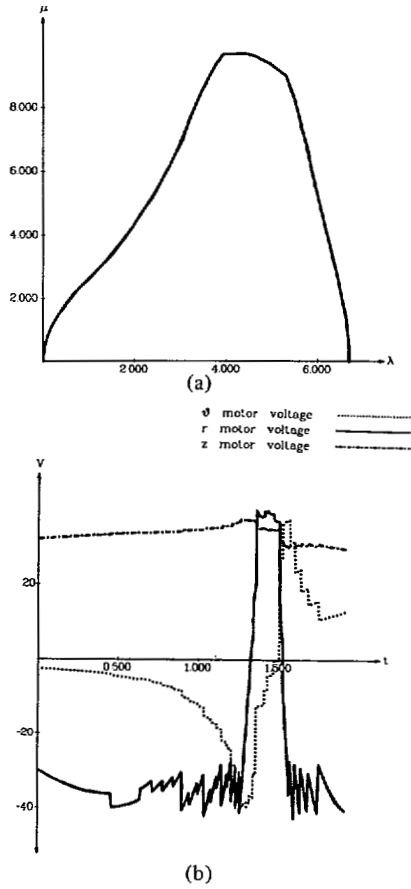 μ
8.000
6.000
4.000
2.000
2 000
4.000
6.000
λ
(a)
ϑ motor voltage
r motor voltage
z motor voltage
V
20
0.500
1.000
1.500
t
-20
-40
(b)